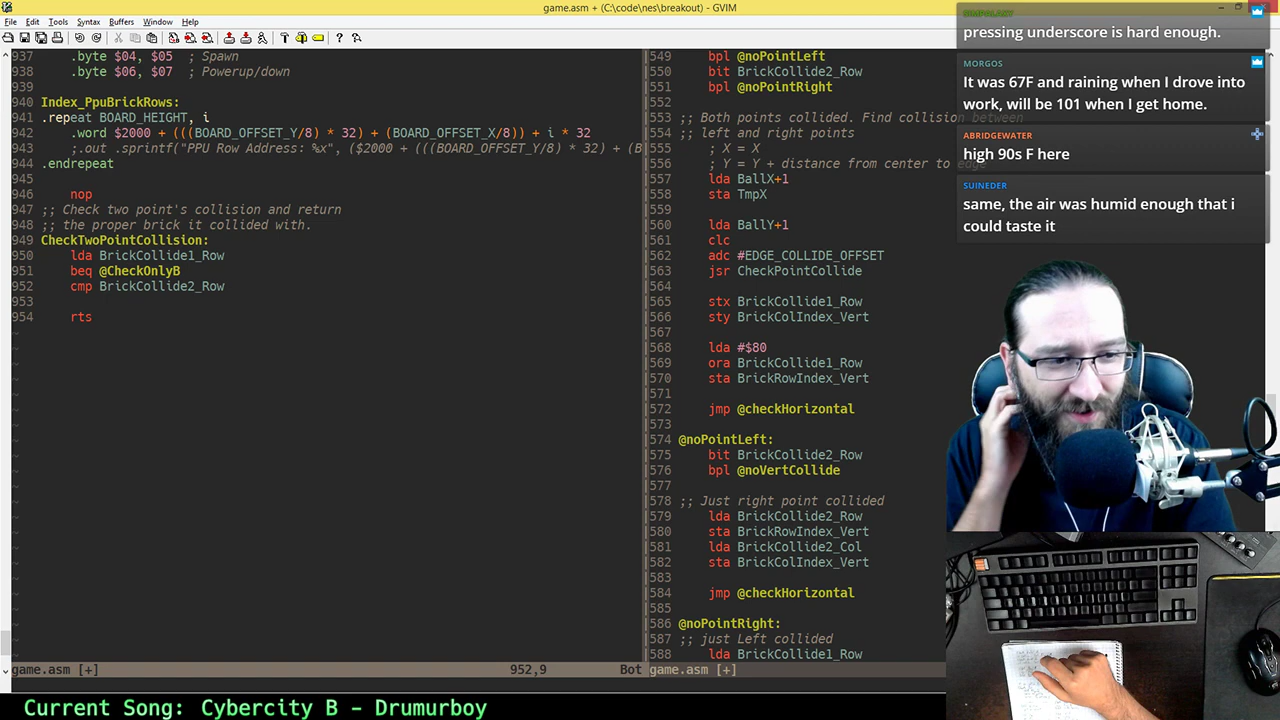 game.asm + (C:\code\nes\breakout) - GVIM
File Edit Tools Syntax Buffers Window Help
937 .byte $04, $05 ; Spawn
938 .byte $06, $07 ; Powerup/down
939
940 Index_PpuBrickRows:
941 .repeat BOARD_HEIGHT, i
942 .word $2000 + (((BOARD_OFFSET_Y/8) * 32) + (BOARD_OFFSET_X/8)) + i * 32
943 ;.out .sprintf("PPU Row Address: %x", ($2000 + (((BOARD_OFFSET_Y/8) * 32) + (B
944 .endrepeat
945
946 nop
947 ;; Check two point's collision and return
948 ;; the proper brick it collided with.
949 CheckTwoPointCollision:
950 lda BrickCollide1_Row
951 beq @CheckOnlyB
952 cmp BrickCollide2_Row
953
954 rts
game.asm [+] 952,9 Bot
549 bpl @noPointLeft
550 bit BrickCollide2_Row
551 bpl @noPointRight
552
553 ;; Both points collided. Find collision between
554 ;; left and right points
555 ; X = X
556 ; Y = Y + distance from center to edge
557 lda BallX+1
558 sta TmpX
559
560 lda BallY+1
561 clc
562 adc #EDGE_COLLIDE_OFFSET
563 jsr CheckPointCollide
564
565 stx BrickCollide1_Row
566 sty BrickColIndex_Vert
567
568 lda #$80
569 ora BrickCollide1_Row
570 sta BrickRowIndex_Vert
571
572 jmp @checkHorizontal
573
574 @noPointLeft:
575 bit BrickCollide2_Row
576 bpl @noVertCollide
577
578 ;; Just right point collided
579 lda BrickCollide2_Row
580 sta BrickRowIndex_Vert
581 lda BrickCollide2_Col
582 sta BrickColIndex_Vert
583
584 jmp @checkHorizontal
585
586 @noPointRight:
587 ;; just Left collided
588 lda BrickCollide1_Row
game.asm [+]
pressing underscore is hard enough.
MORGOS
It was 67F and raining when I drove into
work, will be 101 when I get home.
ABRIDGEWATER
high 90s F here
SUINEDER
same, the air was humid enough that i
could taste it
Current Song: Cybercity B - Drumurboy